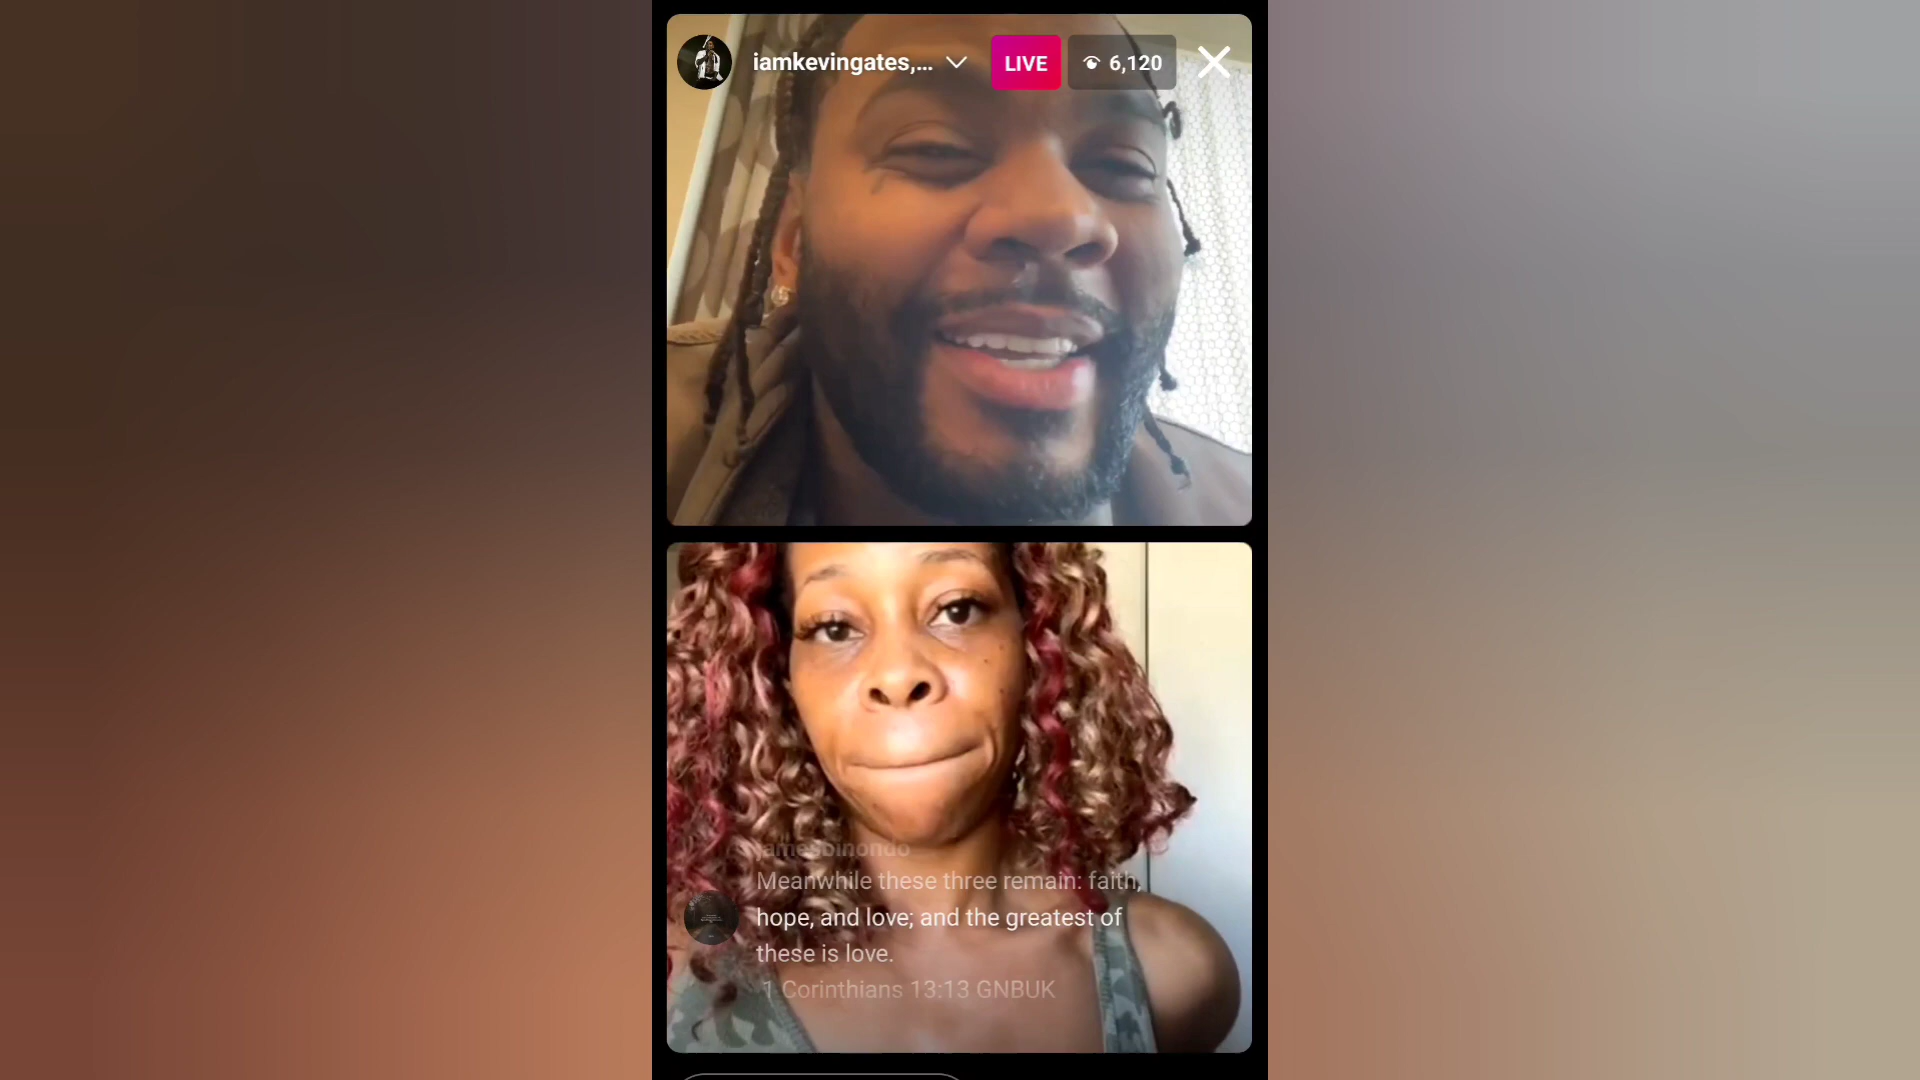 iamkevingates,...
LIVE
6,120
jamesbinondo
Meanwhile these three remain: faith,
hope, and love; and the greatest of
these is love.
1 Corinthians 13:13 GNBUK